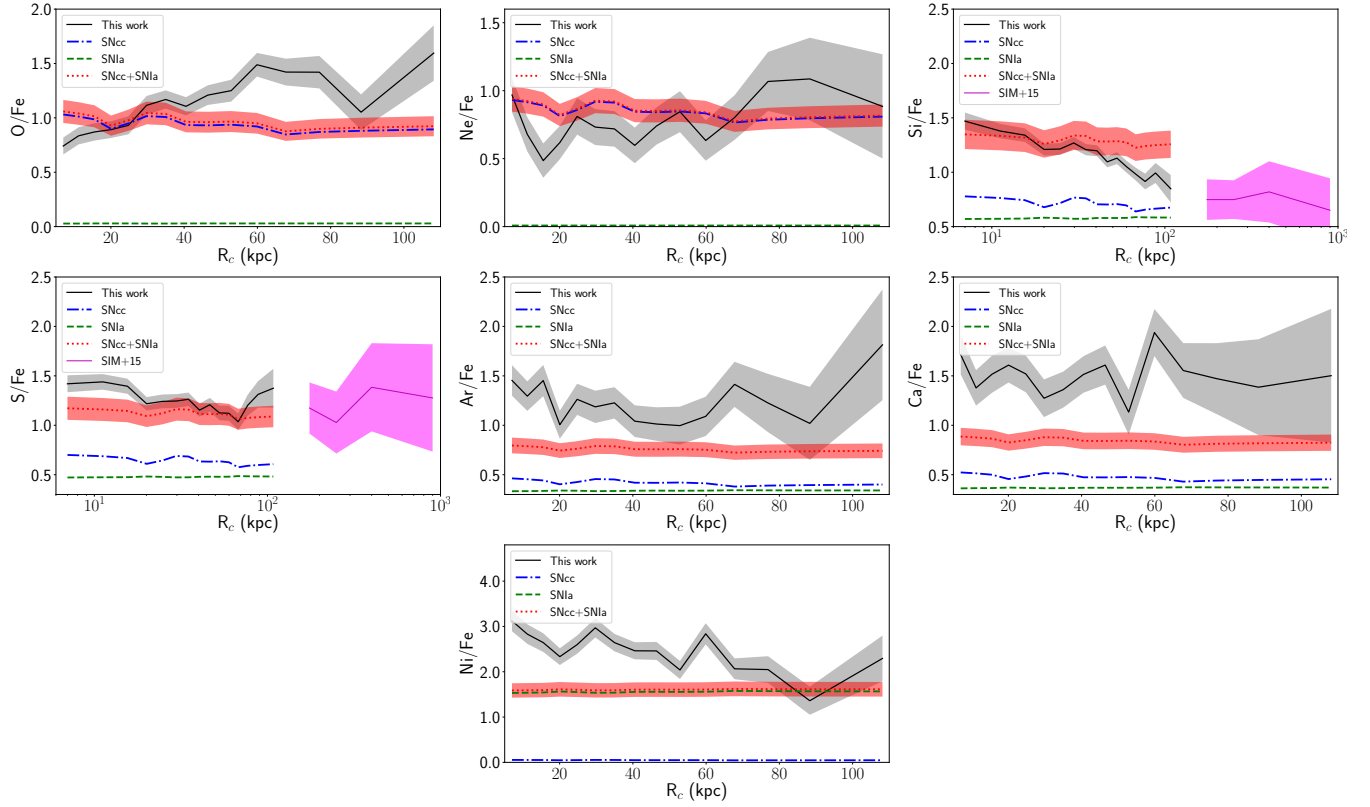 2.0
1.5
1.0
0.5
0.0
O/Fe
This work
SNcc
SNIa
SNcc+SNIa
20 40 60 80 100
R_c (kpc)
1.5
1.0
0.5
0.0
Ne/Fe
This work
SNcc
SNIa
SNcc+SNIa
20 40 60 80 100
R_c (kpc)
2.5
2.0
1.5
1.0
0.5
Si/Fe
This work
SNcc
SNIa
SNcc+SNIa
SIM+15
10^1 10^2 10^3
R_c (kpc)
2.5
2.0
1.5
1.0
0.5
S/Fe
This work
SNcc
SNIa
SNcc+SNIa
SIM+15
10^1 10^2 10^3
R_c (kpc)
2.5
2.0
1.5
1.0
0.5
Ar/Fe
This work
SNcc
SNIa
SNcc+SNIa
20 40 60 80 100
R_c (kpc)
2.5
2.0
1.5
1.0
0.5
Ca/Fe
This work
SNcc
SNIa
SNcc+SNIa
20 40 60 80 100
R_c (kpc)
4.0
3.0
2.0
1.0
0.0
Ni/Fe
This work
SNcc
SNIa
SNcc+SNIa
20 40 60 80 100
R_c (kpc)